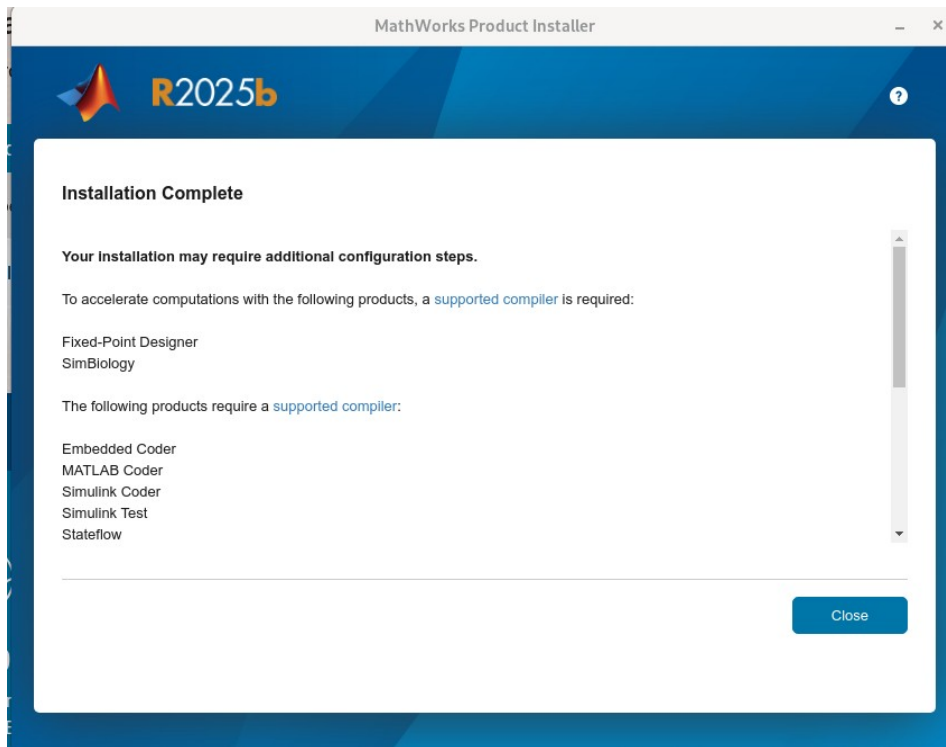 MathWorks Product Installer
R2025b
?
Installation Complete
Your installation may require additional configuration steps.
To accelerate computations with the following products, a supported compiler is required:
Fixed-Point Designer
SimBiology
The following products require a supported compiler:
Embedded Coder
MATLAB Coder
Simulink Coder
Simulink Test
Stateflow
Close